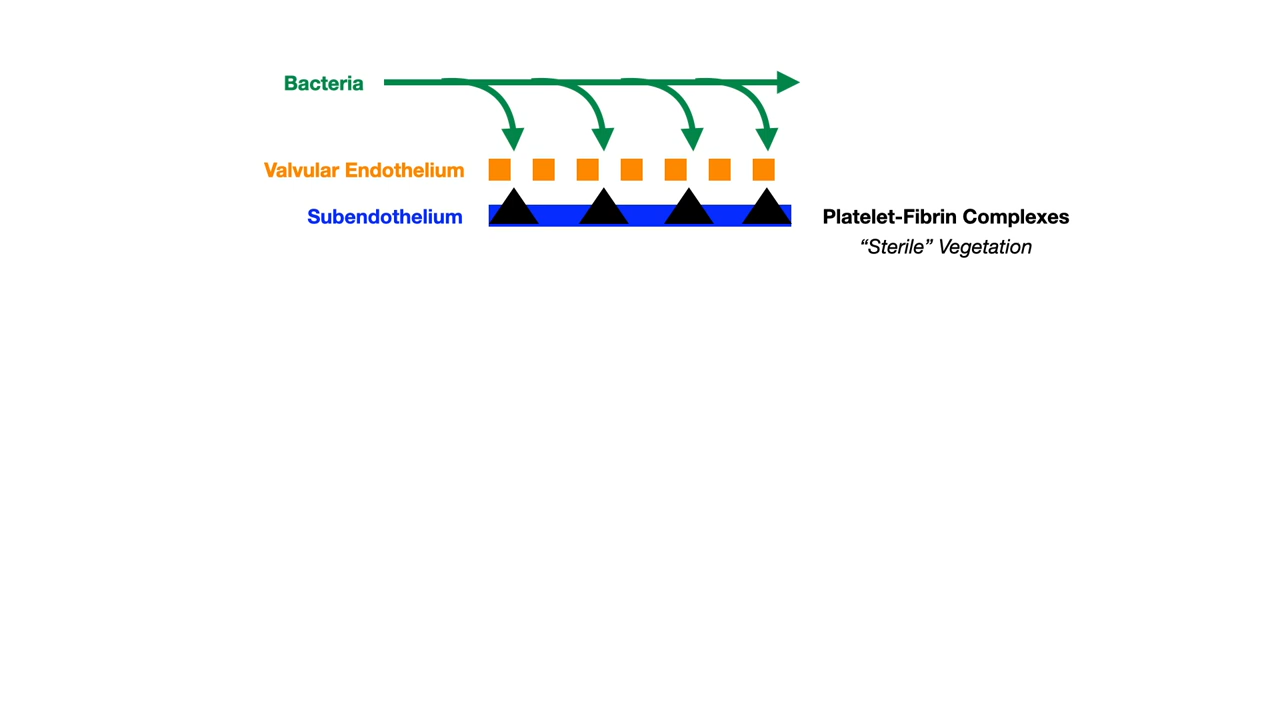 Bacteria
Valvular Endothelium
Subendothelium
Platelet-Fibrin Complexes
“Sterile” Vegetation